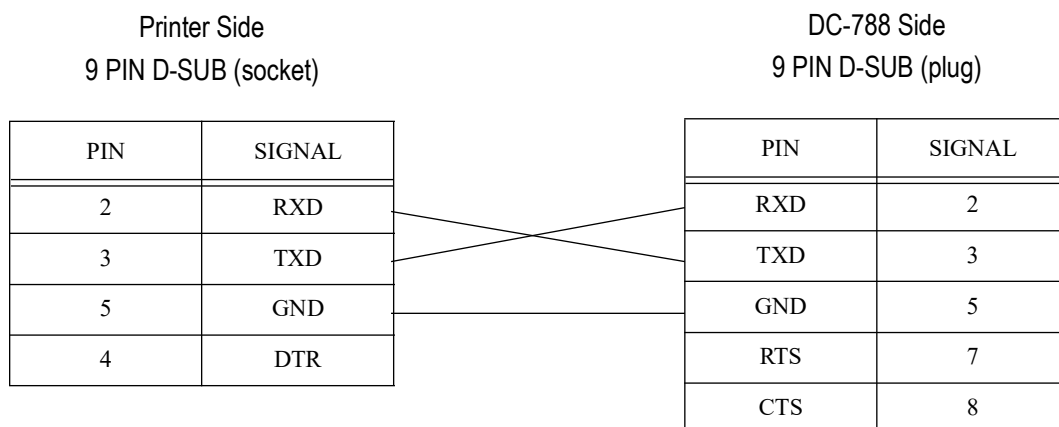 Printer Side
9 PIN D-SUB (socket)
PIN SIGNAL
2 RXD
3 TXD
5 GND
4 DTR
DC-788 Side
9 PIN D-SUB (plug)
PIN SIGNAL
RXD 2
TXD 3
GND 5
RTS 7
CTS 8